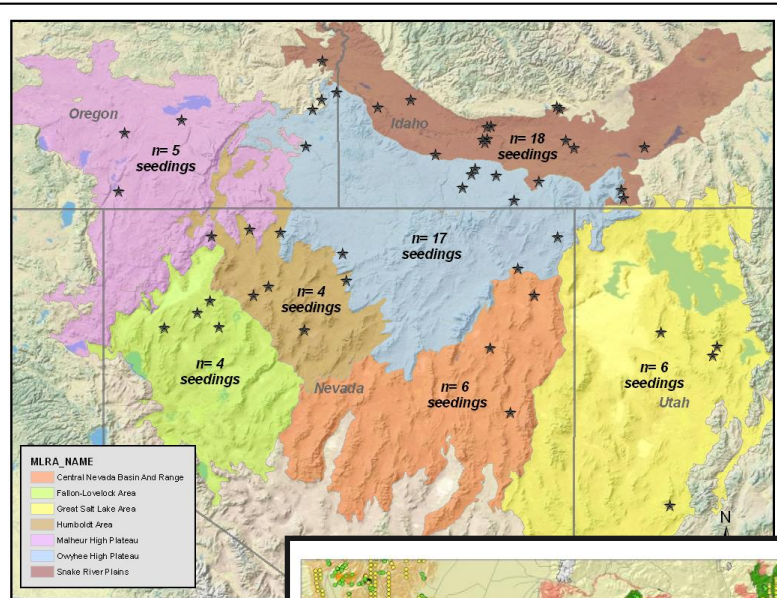 Oregon
Idaho
n= 5
seedings
n= 18
seedings
n= 17
seedings
n= 4
seedings
n= 4
seedings
Nevada
n= 6
seedings
n= 6
seedings
Utah
MLRA_NAME
Central Nevada Basin And Range
Fallon-Lovelock Area
Great Salt Lake Area
Humboldt Area
Malheur High Plateau
Owyhee High Plateau
Snake River Plains
N